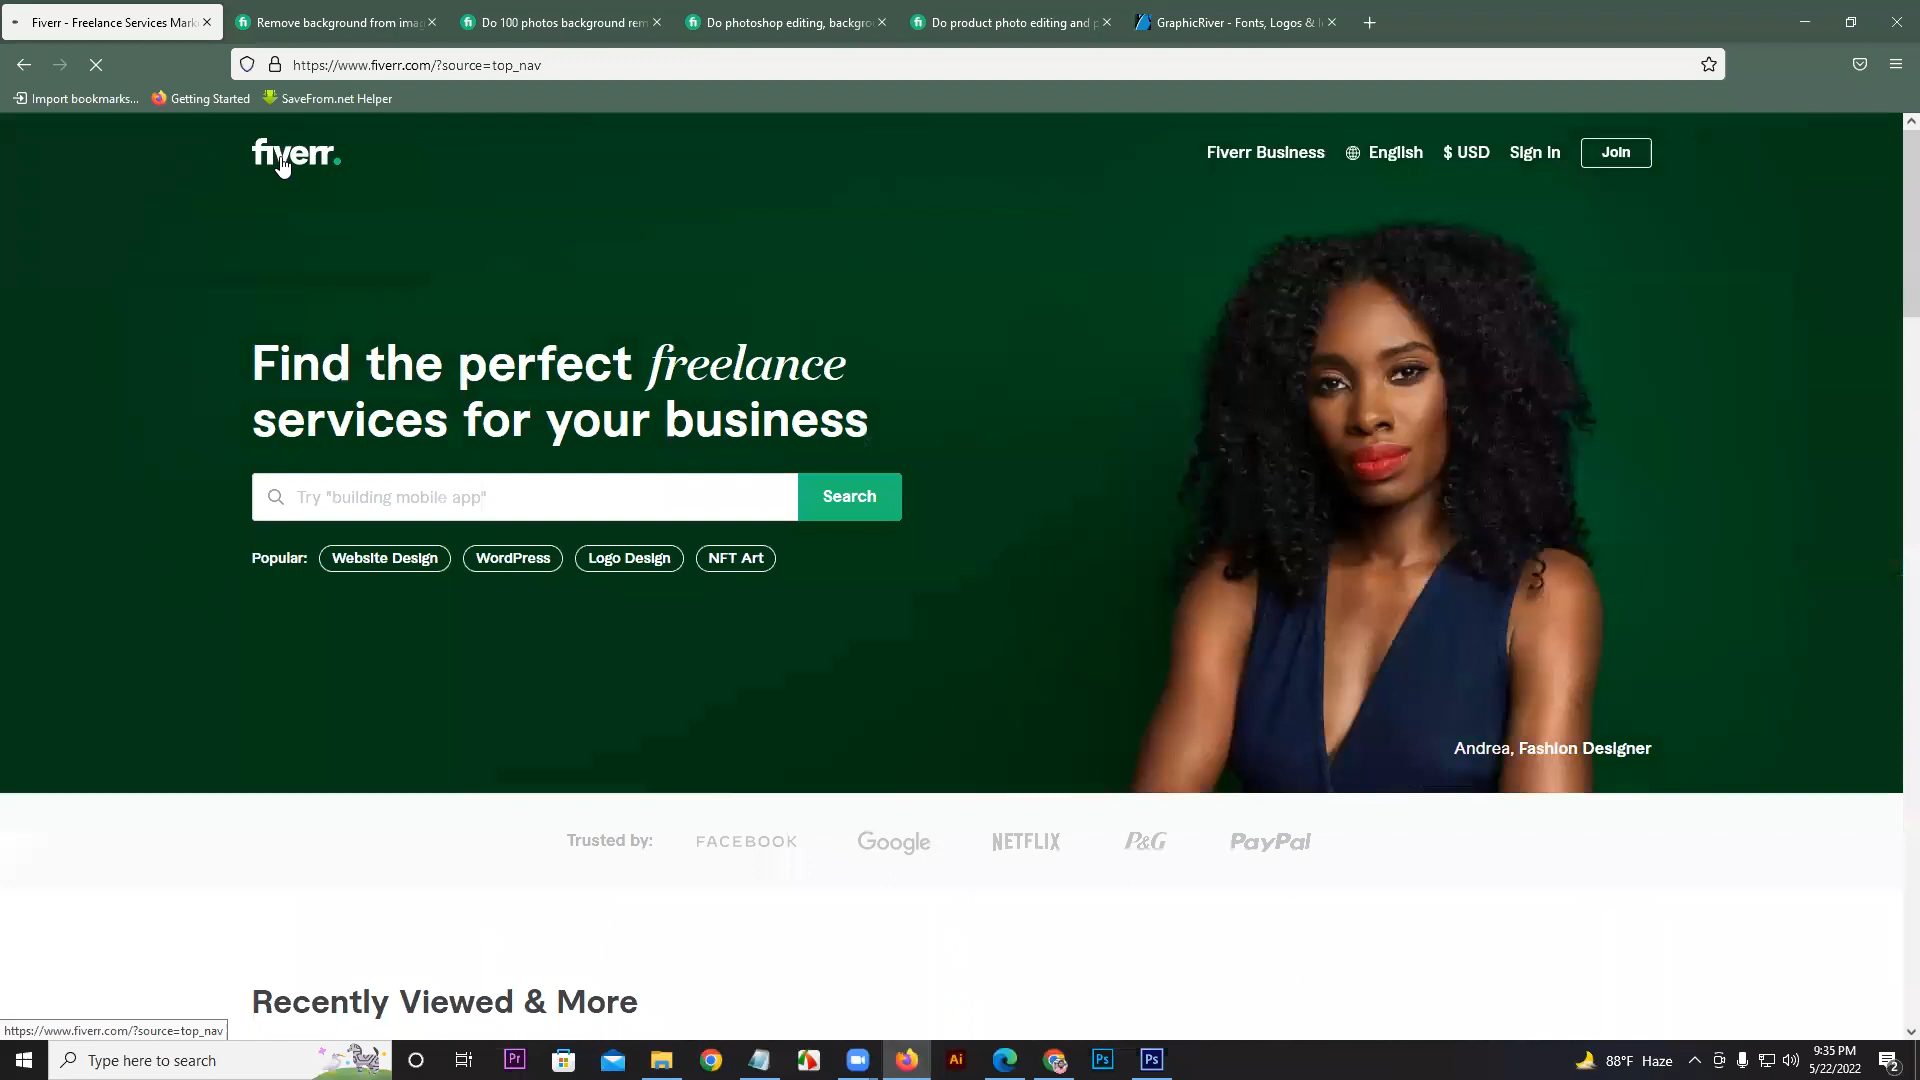 Fiverr - Freelance Services Mark
Remove background from imag
Do 100 photos background rem
Do photoshop editing, backgro
Do product photo editing and p
GraphicRiver - Fonts, Logos &
https://www.fiverr.com/?source=top_nav
Import bookmarks...
Getting Started
SaveFrom.net Helper
fiverr.
Fiverr Business
English
$ USD
Sign in
Join
Find the perfect freelance
services for your business
Try "building mobile app"
Search
Popular:
Website Design
WordPress
Logo Design
NFT Art
Andrea, Fashion Designer
Trusted by:
FACEBOOK
Google
NETFLIX
P&G
PayPal
Recently Viewed & More
https://www.fiverr.com/?source=top_nav
Type here to search
Pr
Ai
Ps
Ps
88°F Haze
9:35 PM
5/22/2022
2